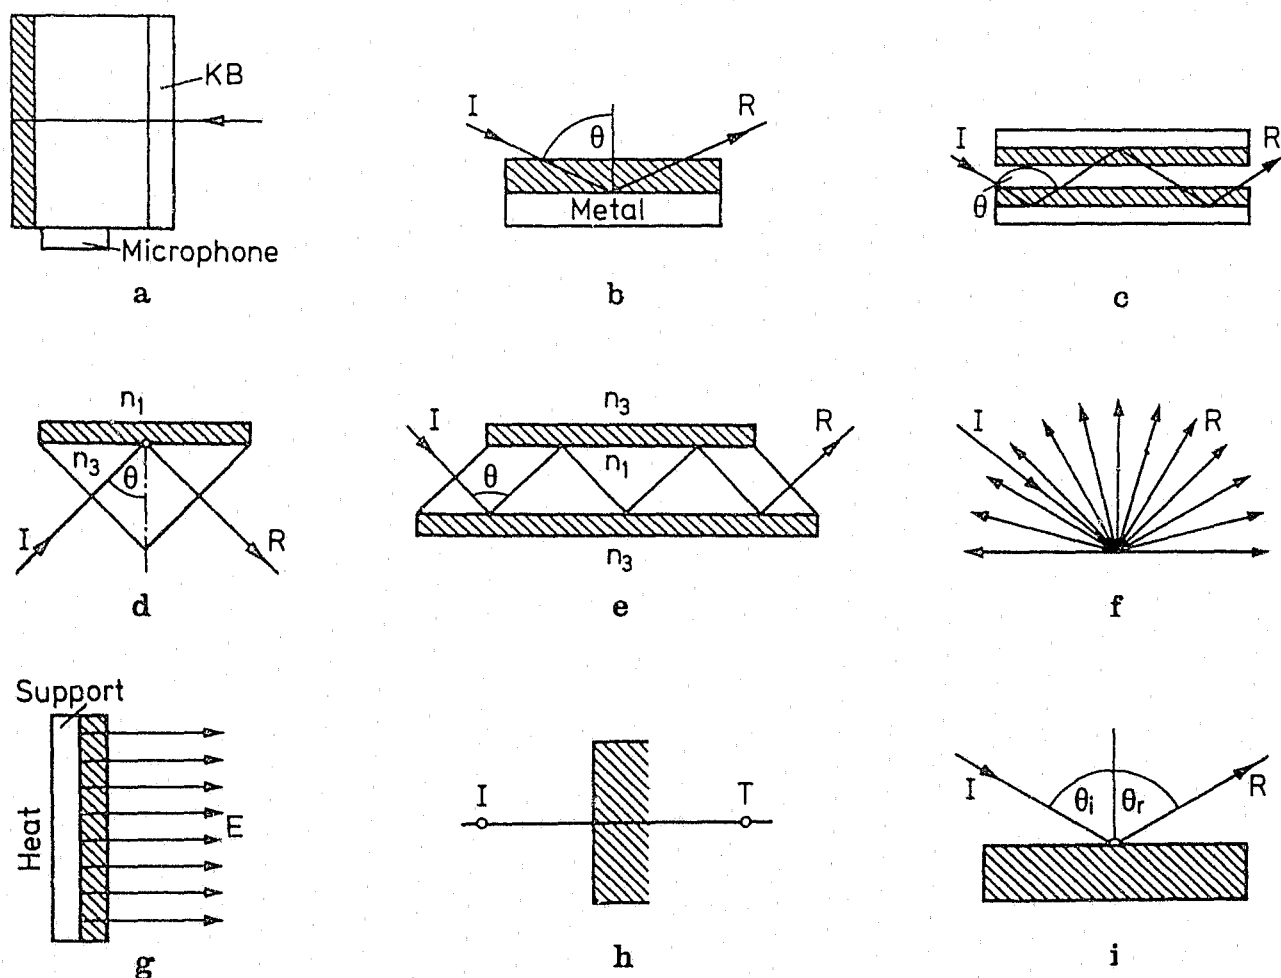 KB
Microphone
a
I
θ
R
Metal
b
I
R
θ
c
n₁
n₃
θ
I
R
d
I
n₃
R
θ
n₁
n₃
e
I
R
f
Support
Heat
E
g
I
T
h
I
θᵢ
θᵣ
R
i